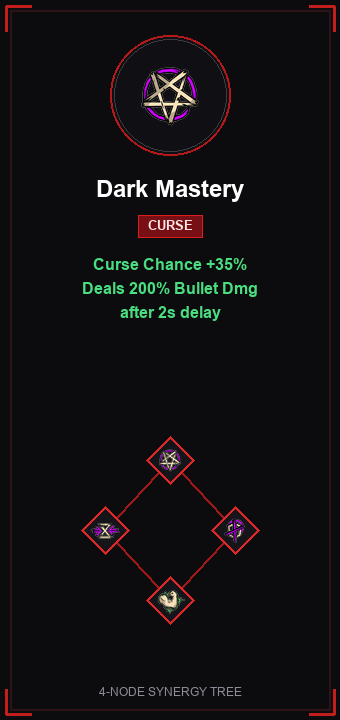 Dark Mastery
CURSE
Curse Chance +35%
Deals 200% Bullet Dmg
after 2s delay
4-NODE SYNERGY TREE